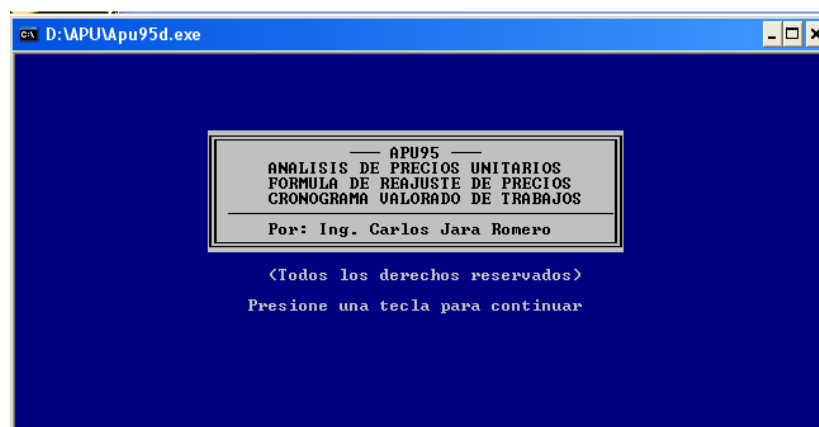 D:\APU\Apu95d.exe
APU95
ANALISIS DE PRECIOS UNITARIOS
FORMULA DE REAJUSTE DE PRECIOS
CRONOGRAMA VALORADO DE TRABAJOS
Por: Ing. Carlos Jara Romero
(Todos los derechos reservados)
Presione una tecla para continuar